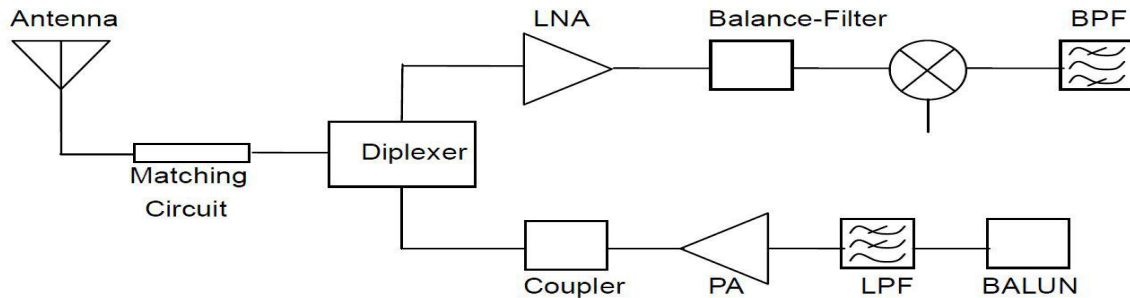 Antenna
LNA
Balance-Filter
BPF
Diplexer
Matching
Circuit
Coupler
PA
LPF
BALUN